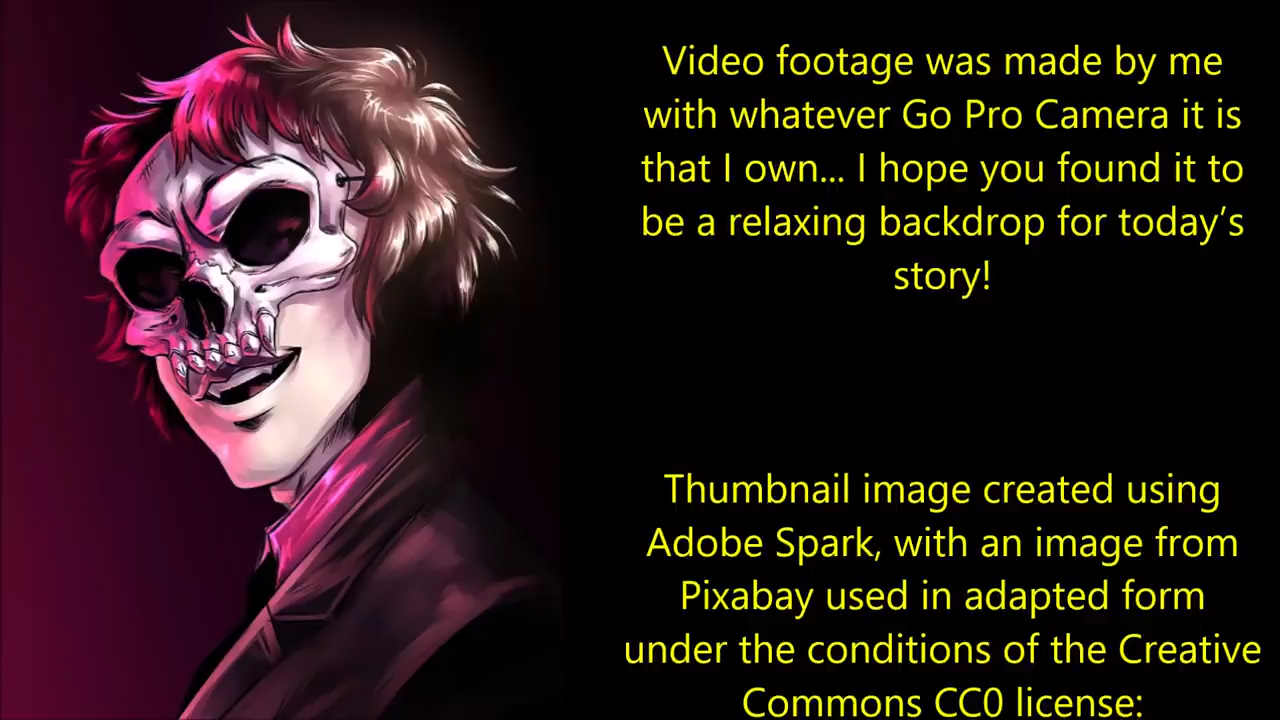 Video footage was made by me
with whatever Go Pro Camera it is
that I own... I hope you found it to
be a relaxing backdrop for today’s
story!
Thumbnail image created using
Adobe Spark, with an image from
Pixabay used in adapted form
under the conditions of the Creative
Commons CC0 license: